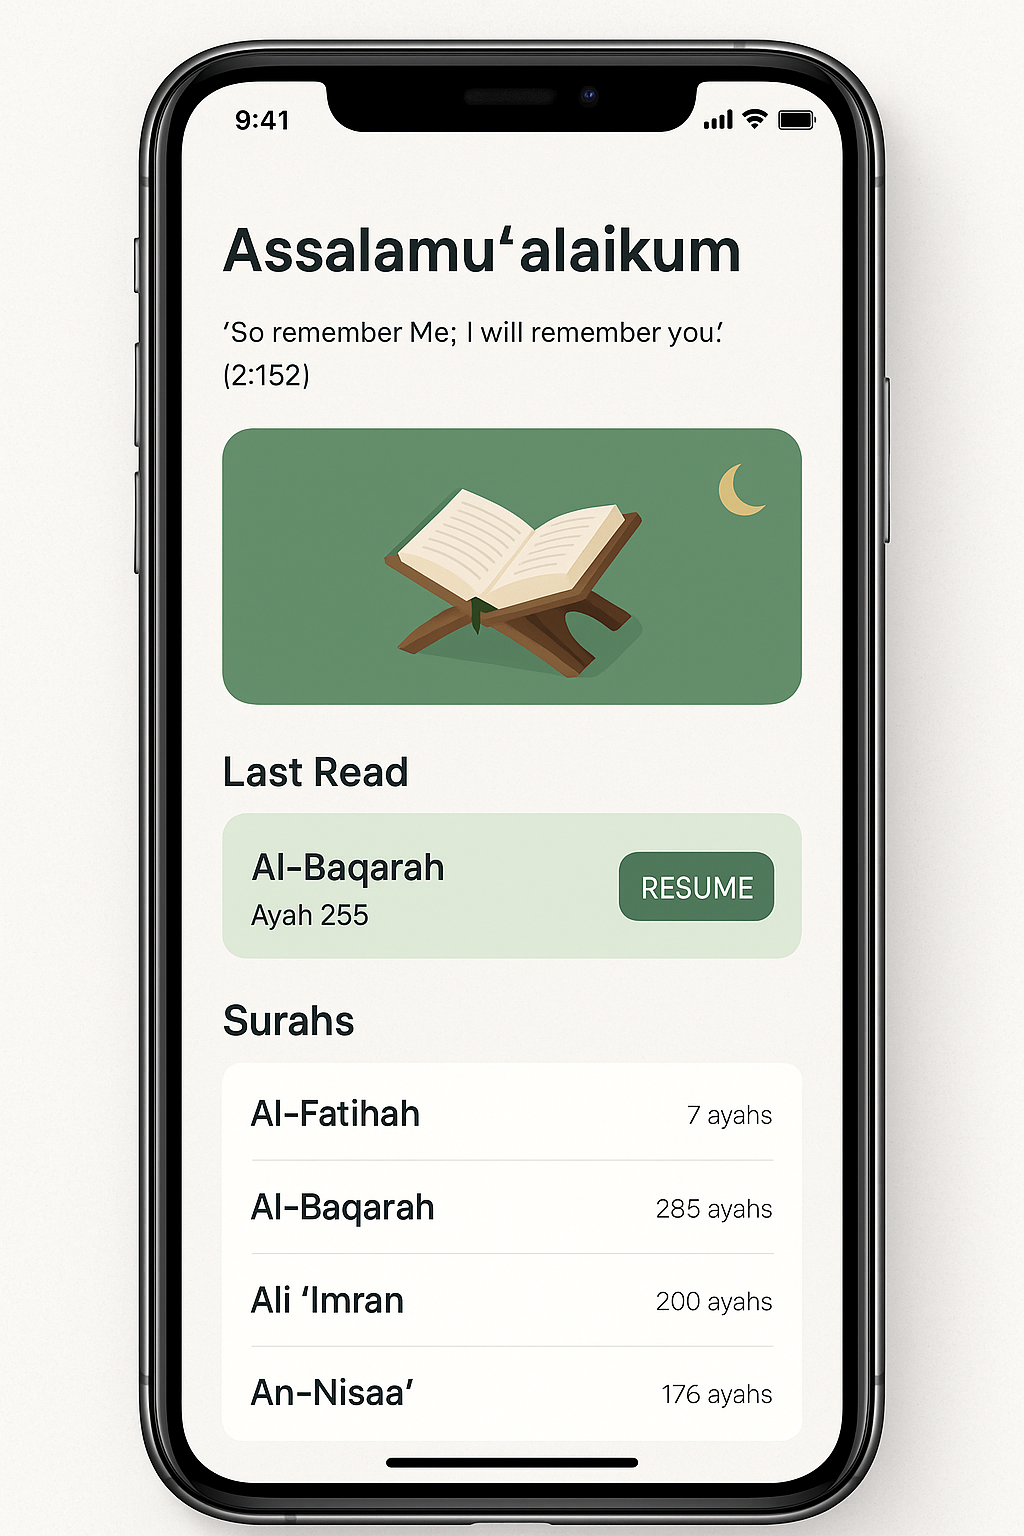 9:41
Assalamu‘alaikum
’So remember Me; I will remember you.’
(2:152)
Last Read
Al-Baqarah
Ayah 255
RESUME
Surahs
Al-Fatihah
7 ayahs
Al-Baqarah
285 ayahs
Ali ‘Imran
200 ayahs
An-Nisaa’
176 ayahs